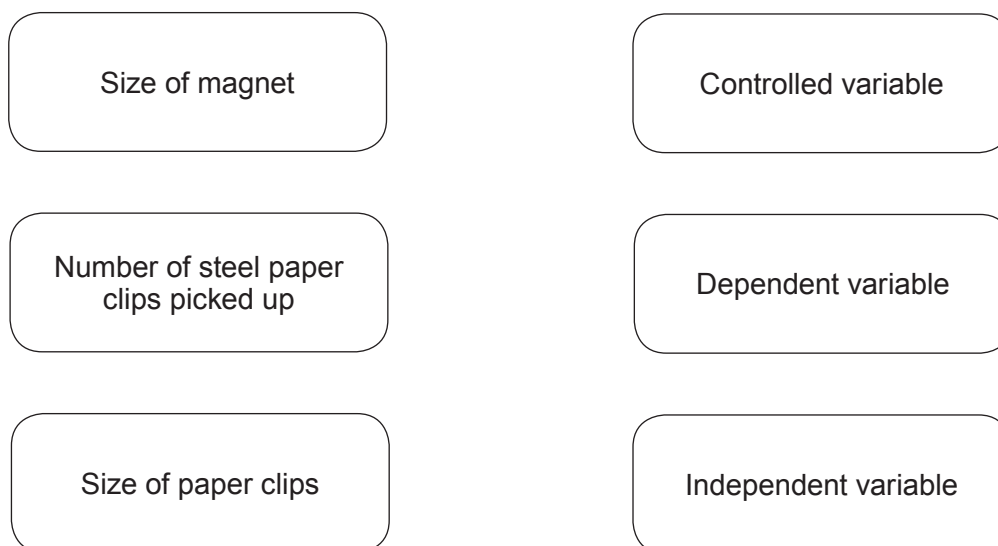 Size of magnet
Controlled variable
Number of steel paper
clips picked up
Dependent variable
Size of paper clips
Independent variable